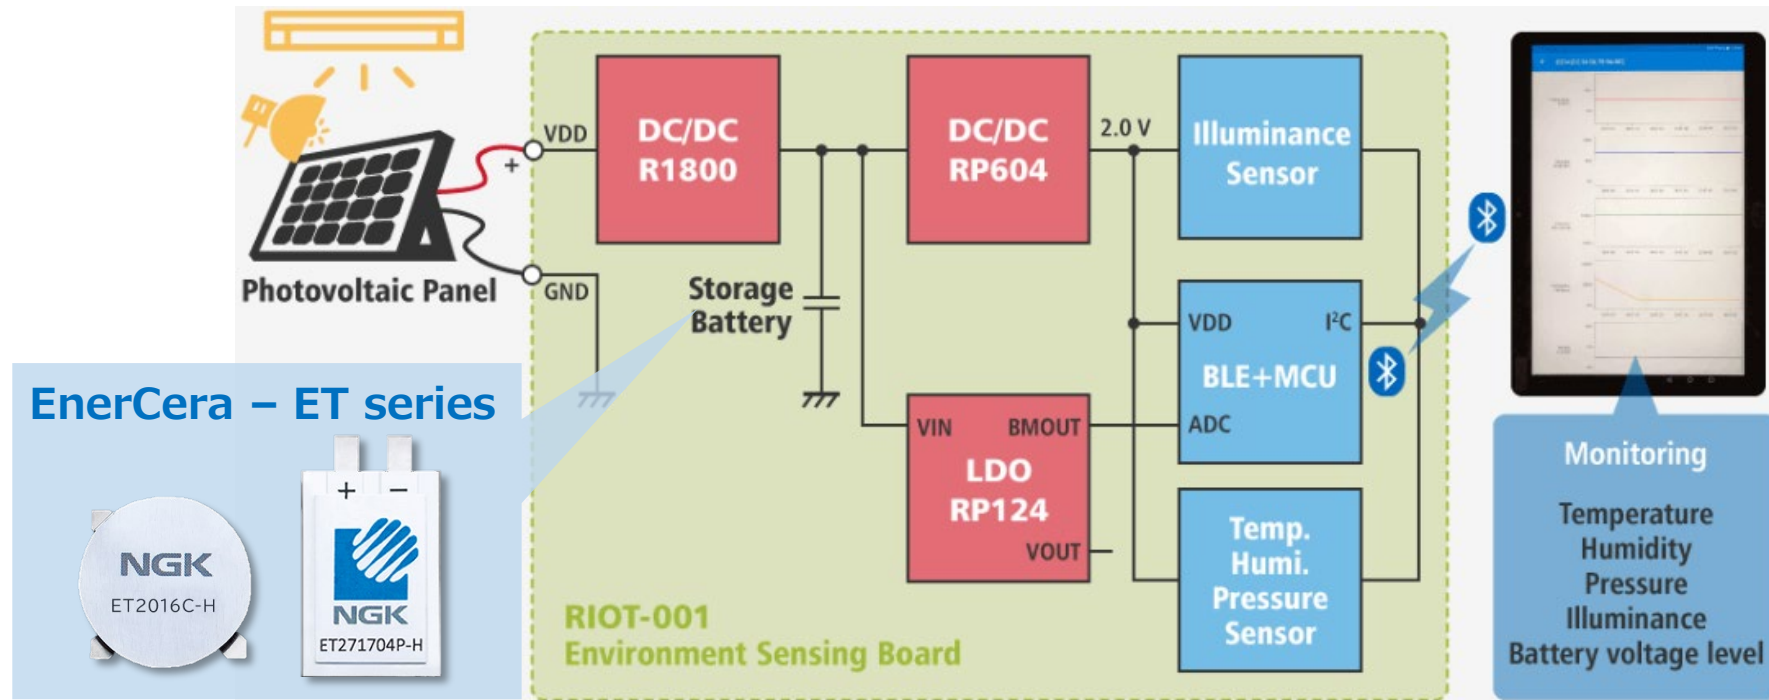 VDD
+
GND
Photovoltaic Panel
DC/DC
R1800
DC/DC
RP604
2.0 V
Illuminance
Sensor
Storage
Battery
VDD
I²C
BLE+MCU
ADC
VIN
BMOUT
LDO
RP124
VOUT
Temp.
Humi.
Pressure
Sensor
RIOT-001
Environment Sensing Board
EnerCera – ET series
NGK
ET2016C-H
+ −
NGK
ET271704P-H
Monitoring
Temperature
Humidity
Pressure
Illuminance
Battery voltage level